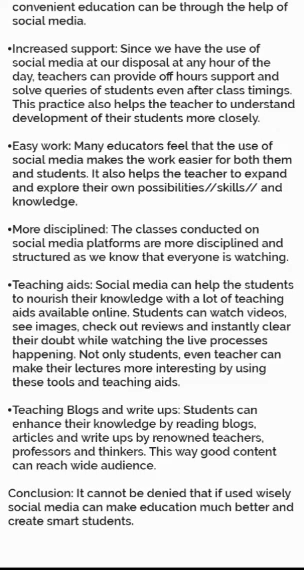 convenient education can be through the help of
social media.
•Increased support: Since we have the use of
social media at our disposal at any hour of the
day, teachers can provide off hours support and
solve queries of students even after class timings.
This practice also helps the teacher to understand
development of their students more closely.
•Easy work: Many educators feel that the use of
social media makes the work easier for both them
and students. It also helps the teacher to expand
and explore their own possibilities//skills// and
knowledge.
•More disciplined: The classes conducted on
social media platforms are more disciplined and
structured as we know that everyone is watching.
•Teaching aids: Social media can help the students
to nourish their knowledge with a lot of teaching
aids available online. Students can watch videos,
see images, check out reviews and instantly clear
their doubt while watching the live processes
happening. Not only students, even teacher can
make their lectures more interesting by using
these tools and teaching aids.
•Teaching Blogs and write ups: Students can
enhance their knowledge by reading blogs,
articles and write ups by renowned teachers,
professors and thinkers. This way good content
can reach wide audience.
Conclusion: It cannot be denied that if used wisely
social media can make education much better and
create smart students.